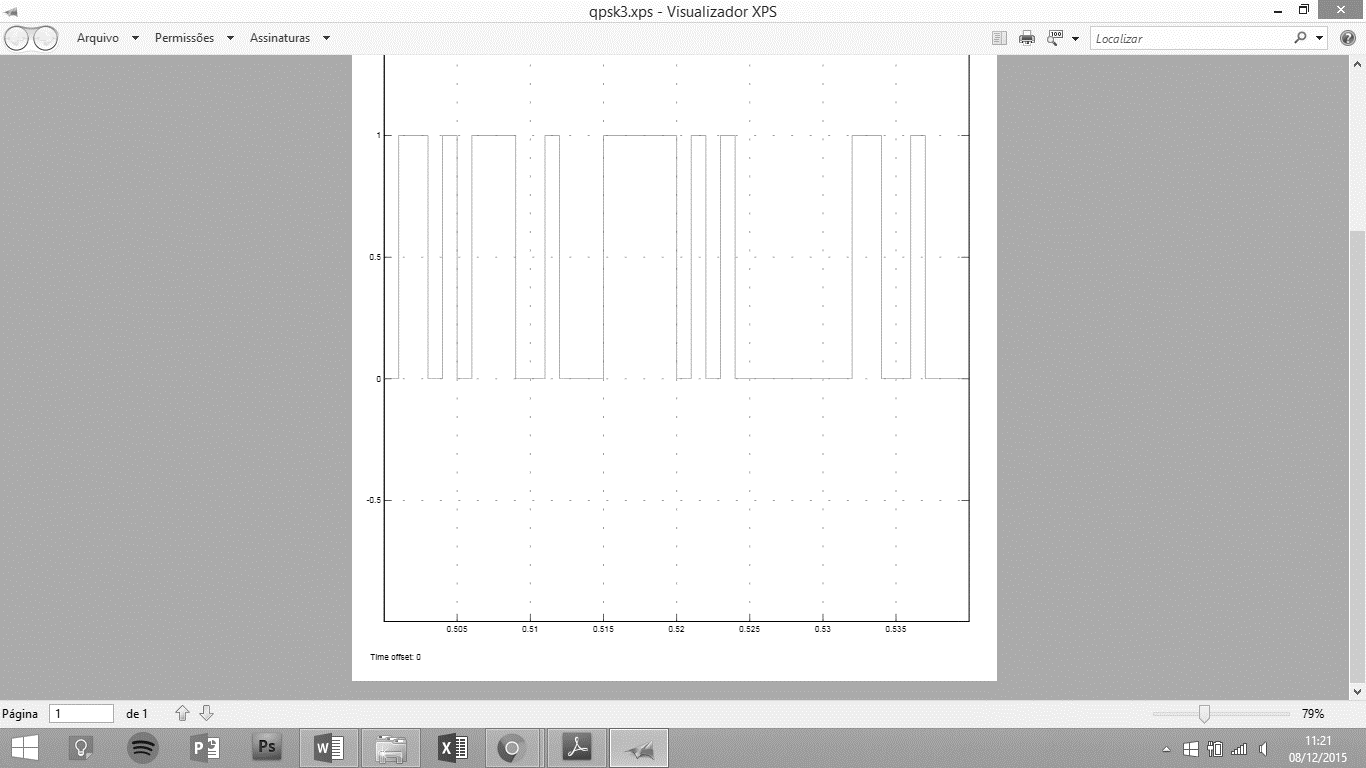 qpsk3.xps - Visualizador XPS
Arquivo Permissões Assinaturas
100
Localizar
1
0.5
0
-0.5
0.505 0.51 0.515 0.52 0.525 0.53 0.535
Time offset: 0
Página 1 de 1
79%
Ps
11:21
08/12/2015